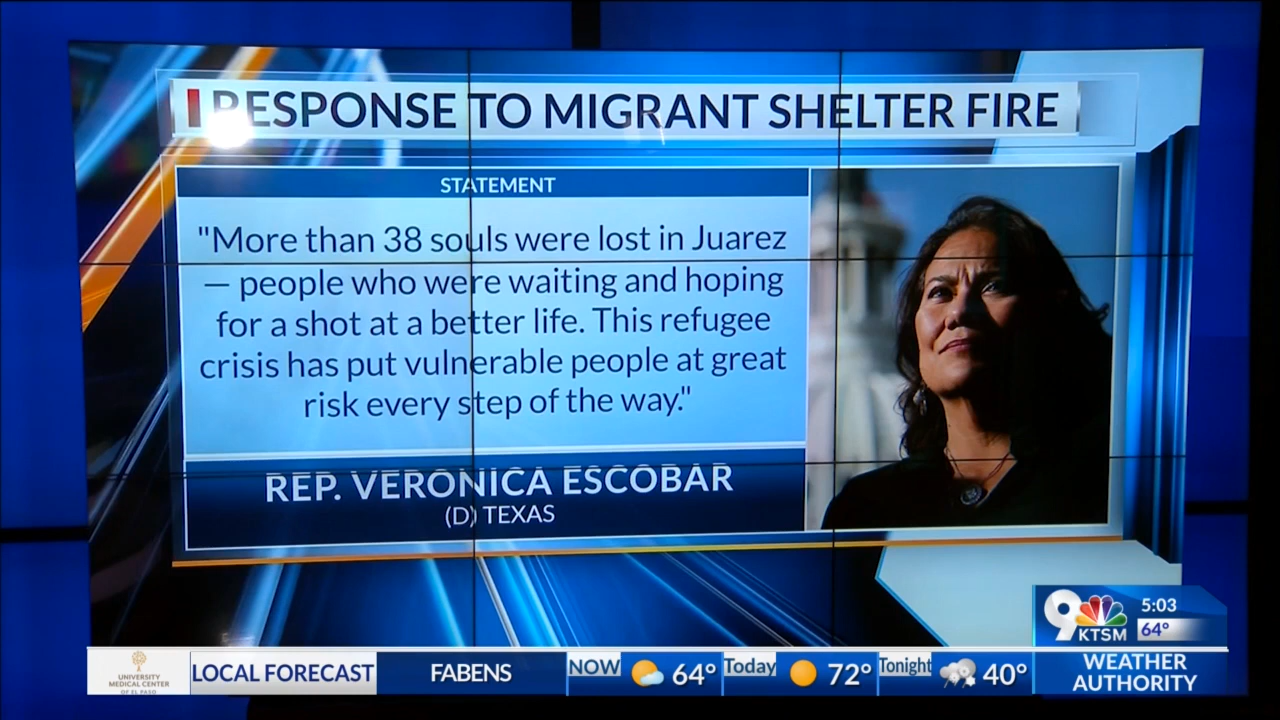 RESPONSE TO MIGRANT SHELTER FIRE
STATEMENT
"More than 38 souls were lost in Juarez
— people who were waiting and hoping
for a shot at a better life. This refugee
crisis has put vulnerable people at great
risk every step of the way."
REP. VERONICA ESCOBAR
(D) TEXAS
9
KTSM
5:03
64°
UNIVERSITY
MEDICAL CENTER
OF EL PASO
LOCAL FORECAST
FABENS
NOW
64°
Today
72°
Tonight
40°
WEATHER
AUTHORITY